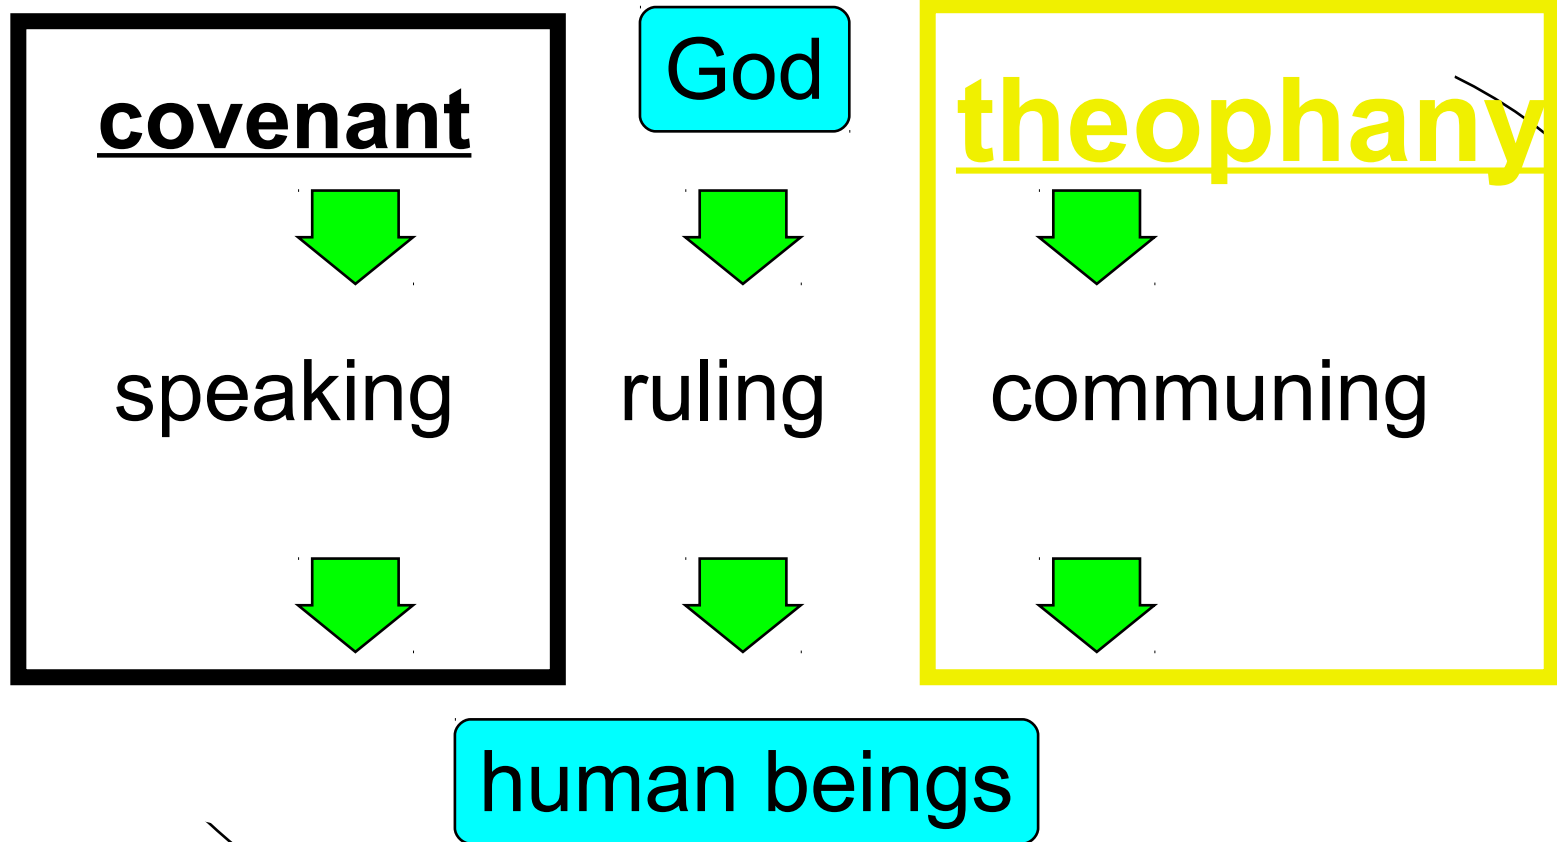 God
covenant
theophany
speaking
ruling
communing
human beings